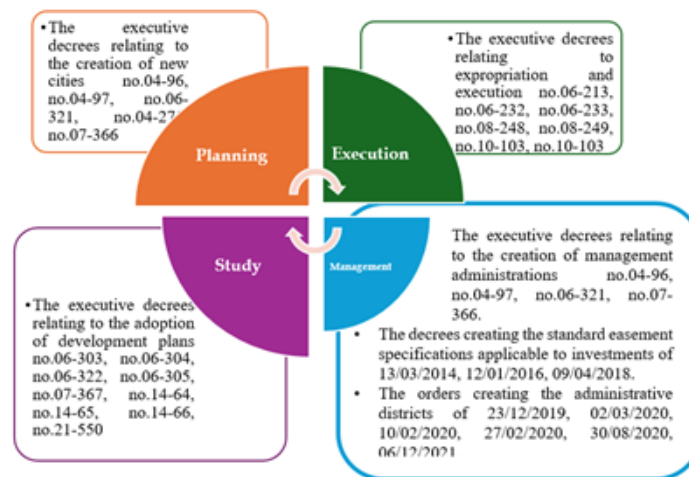 •The executive
decrees relating to
the creation of new
cities no.04-96,
no.04-97, no.06-
321, no.04-27
no.07-366
•The executive decrees
relating to
expropriation and
execution no.06-213,
no.06-232, no.06-233,
no.08-248, no.08-249,
no.10-103, no.10-103
Planning
Execution
Study
Management
•The executive decrees
relating to the adoption
of development plans
no.06-303, no.06-304,
no.06-322, no.06-305,
no.07-367, no.14-64,
no.14-65, no.14-66,
no.21-550
The executive decrees relating
to the creation of management
administrations no.04-96,
no.04-97, no.06-321, no.07-
366.
• The decrees creating the standard easement
specifications applicable to investments of
13/03/2014, 12/01/2016, 09/04/2018.
• The orders creating the administrative
districts of 23/12/2019, 02/03/2020,
10/02/2020, 27/02/2020, 30/08/2020,
06/12/2021